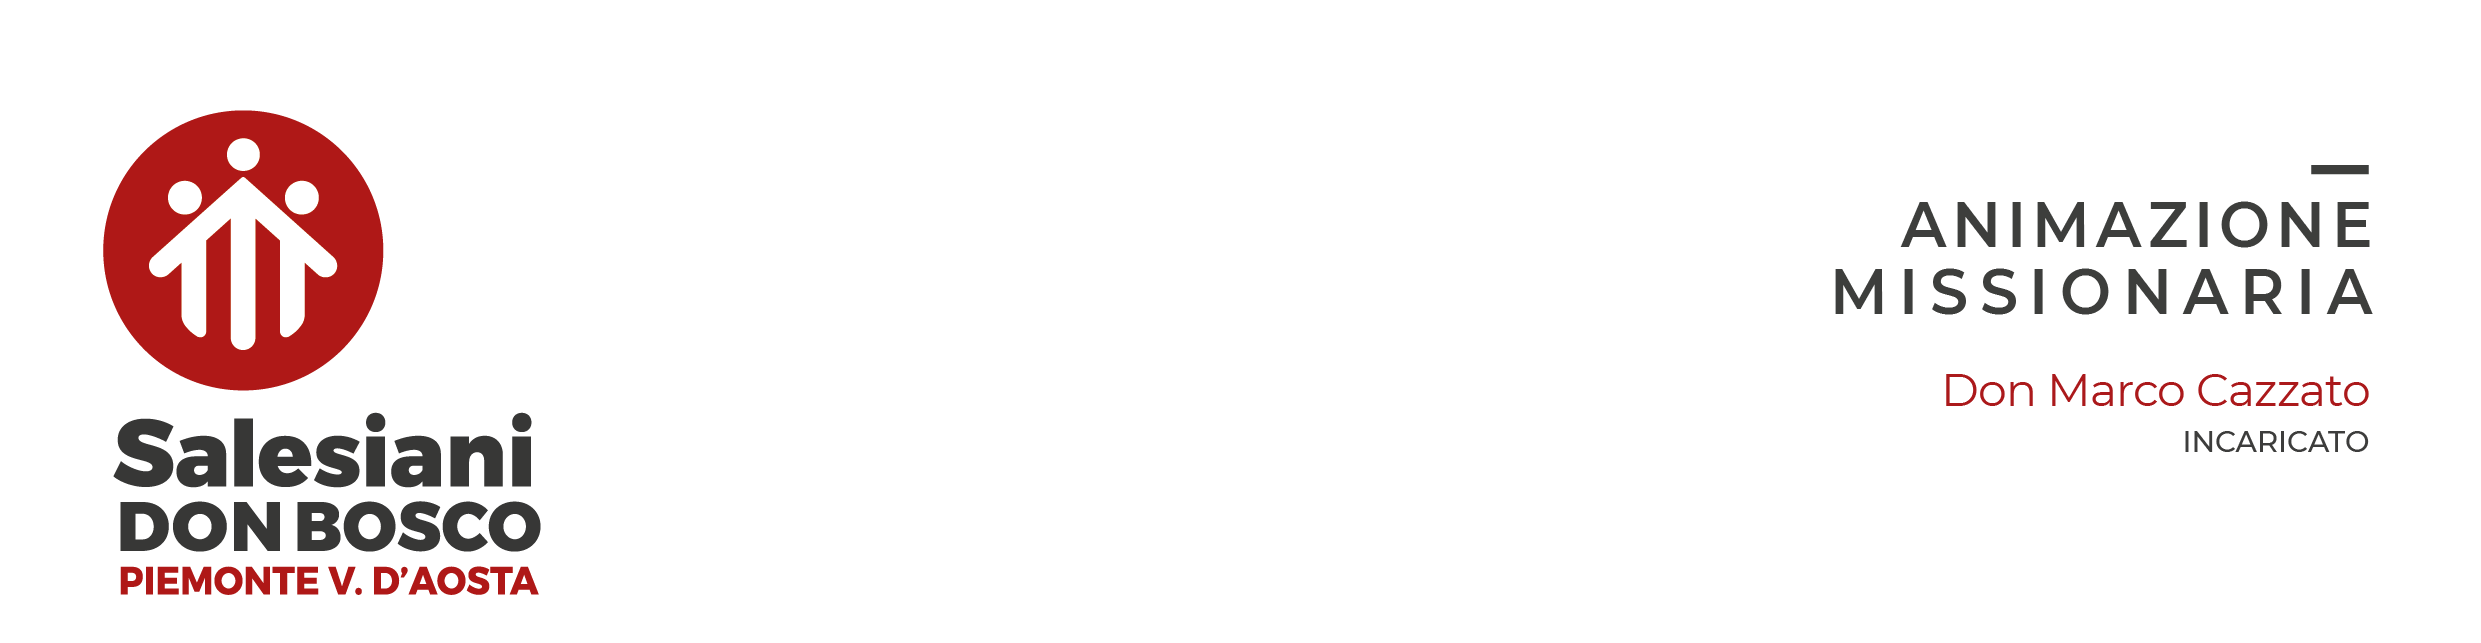 Salesiani
DON BOSCO
PIEMONTE V. D'AOSTA
ANIMAZIONE
MISSIONARIA
Don Marco Cazzato
INCARICATO